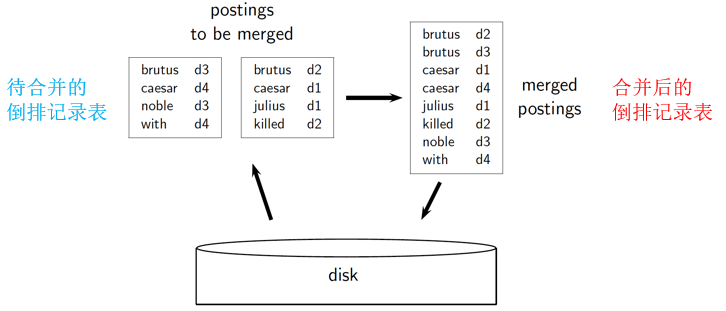 postings
to be merged
待合并的
倒排记录表
brutus d3
caesar d4
noble d3
with d4
brutus d2
caesar d1
julius d1
killed d2
brutus d2
brutus d3
caesar d1
caesar d4
julius d1
killed d2
noble d3
with d4
merged
postings
合并后的
倒排记录表
disk